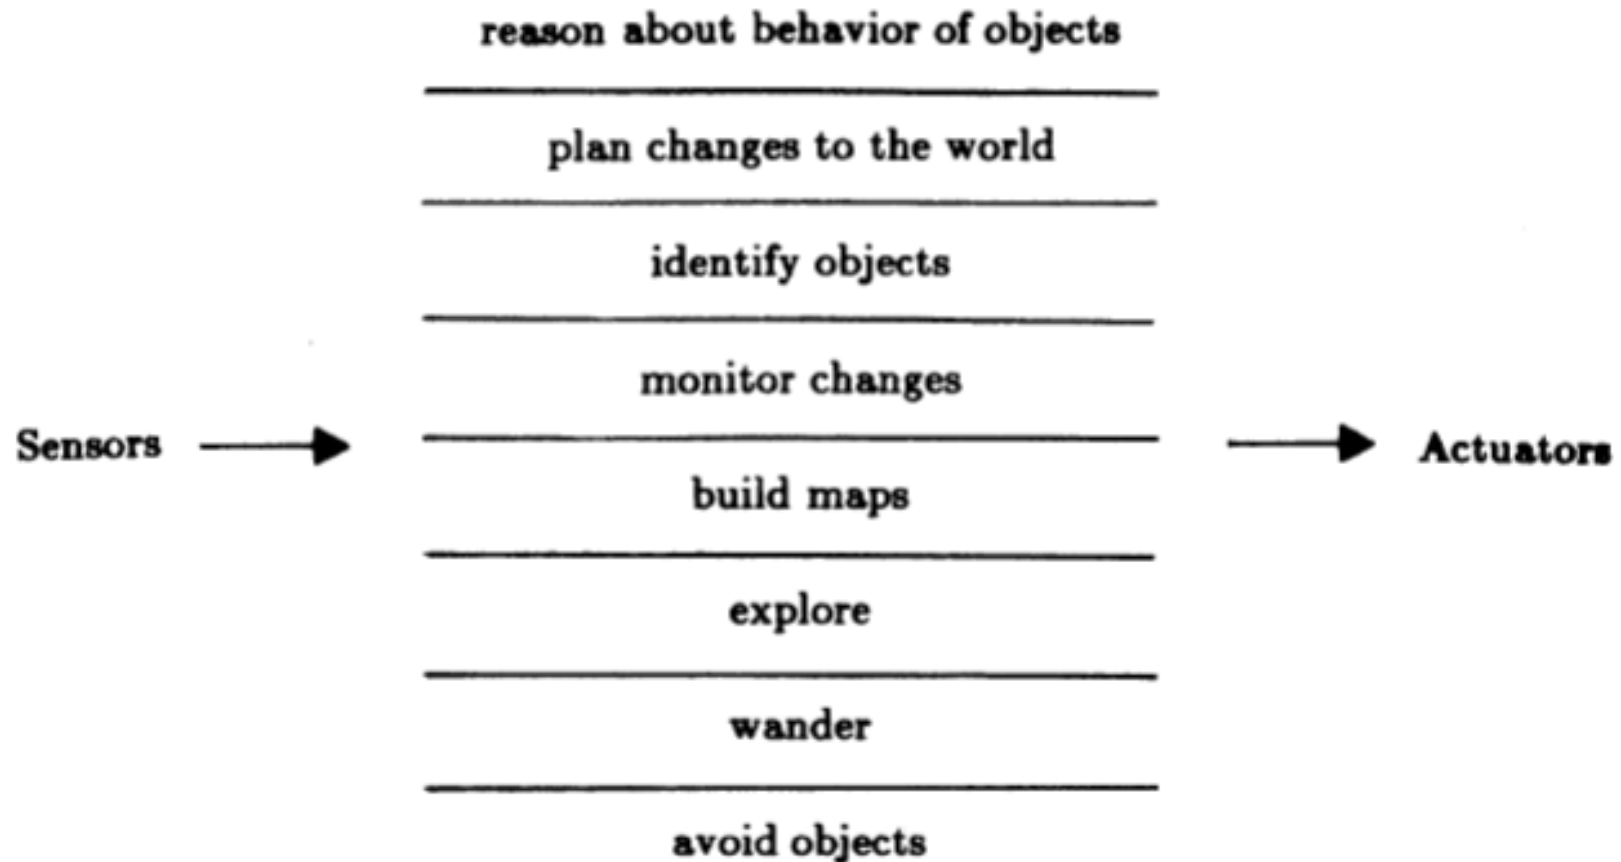 reason about behavior of objects
plan changes to the world
identify objects
monitor changes
Sensors
Actuators
build maps
explore
wander
avoid objects